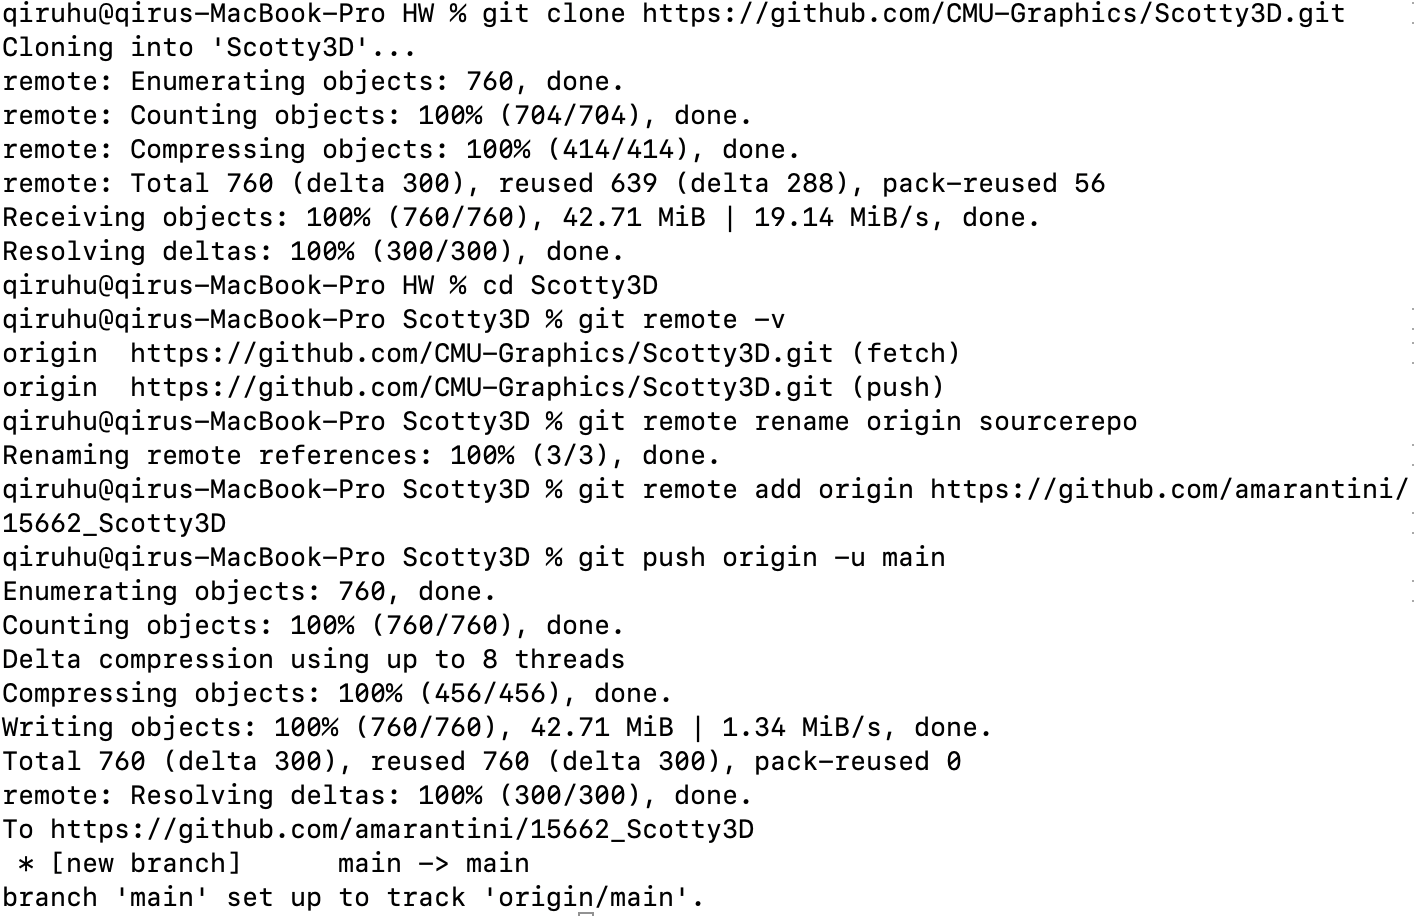 qiruhu@qirus-MacBook-Pro HW % git clone https://github.com/CMU-Graphics/Scotty3D.git
Cloning into 'Scotty3D'...
remote: Enumerating objects: 760, done.
remote: Counting objects: 100% (704/704), done.
remote: Compressing objects: 100% (414/414), done.
remote: Total 760 (delta 300), reused 639 (delta 288), pack-reused 56
Receiving objects: 100% (760/760), 42.71 MiB | 19.14 MiB/s, done.
Resolving deltas: 100% (300/300), done.
qiruhu@qirus-MacBook-Pro HW % cd Scotty3D
qiruhu@qirus-MacBook-Pro Scotty3D % git remote -v
origin  https://github.com/CMU-Graphics/Scotty3D.git (fetch)
origin  https://github.com/CMU-Graphics/Scotty3D.git (push)
qiruhu@qirus-MacBook-Pro Scotty3D % git remote rename origin sourcerepo
Renaming remote references: 100% (3/3), done.
qiruhu@qirus-MacBook-Pro Scotty3D % git remote add origin https://github.com/amarantini/
15662_Scotty3D
qiruhu@qirus-MacBook-Pro Scotty3D % git push origin -u main
Enumerating objects: 760, done.
Counting objects: 100% (760/760), done.
Delta compression using up to 8 threads
Compressing objects: 100% (456/456), done.
Writing objects: 100% (760/760), 42.71 MiB | 1.34 MiB/s, done.
Total 760 (delta 300), reused 760 (delta 300), pack-reused 0
remote: Resolving deltas: 100% (300/300), done.
To https://github.com/amarantini/15662_Scotty3D
 * [new branch]      main -> main
branch 'main' set up to track 'origin/main'.